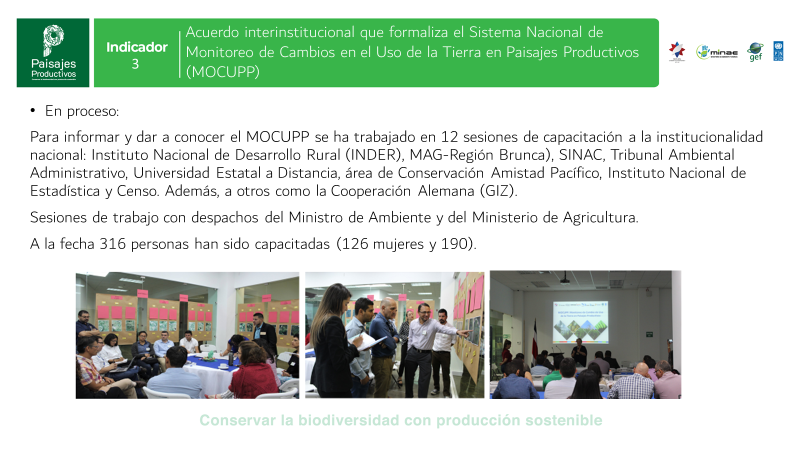 Paisajes
Productivos
Indicador
3
Acuerdo interinstitucional que formaliza el Sistema Nacional de
Monitoreo de Cambios en el Uso de la Tierra en Paisajes Productivos
(MOCUPP)
minae
gef
• En proceso:
Para informar y dar a conocer el MOCUPP se ha trabajado en 12 sesiones de capacitación a la institucionalidad
nacional: Instituto Nacional de Desarrollo Rural (INDER), MAG-Región Brunca), SINAC, Tribunal Ambiental
Administrativo, Universidad Estatal a Distancia, área de Conservación Amistad Pacífico, Instituto Nacional de
Estadística y Censo. Además, a otros como la Cooperación Alemana (GIZ).
Sesiones de trabajo con despachos del Ministro de Ambiente y del Ministerio de Agricultura.
A la fecha 316 personas han sido capacitadas (126 mujeres y 190).
Conservar la biodiversidad con producción sostenible